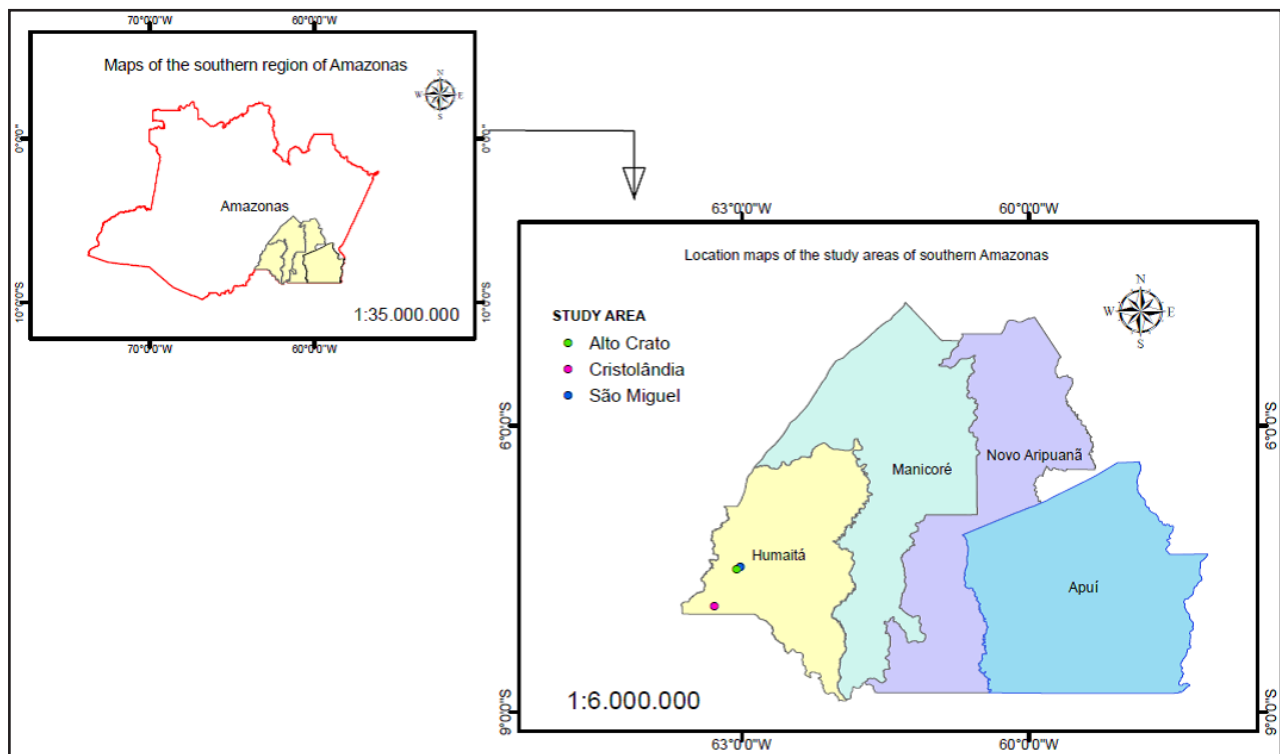 70°0'0"W 60°0'0"W
Maps of the southern region of Amazonas
N
W E
S
0°0'0"
0°0'0"
Amazonas
10°0'0"S
10°0'0"S
1:35.000.000
70°0'0"W 60°0'0"W
63°0'0"W 60°0'0"W
Location maps of the study areas of southern Amazonas
N
W E
S
STUDY AREA
Alto Crato
Cristolândia
São Miguel
6°0'0"S
6°0'0"S
Novo Aripuanã
Manicoré
Humaitá
Apuí
1:6.000.000
9°0'0"S
9°0'0"S
63°0'0"W 60°0'0"W